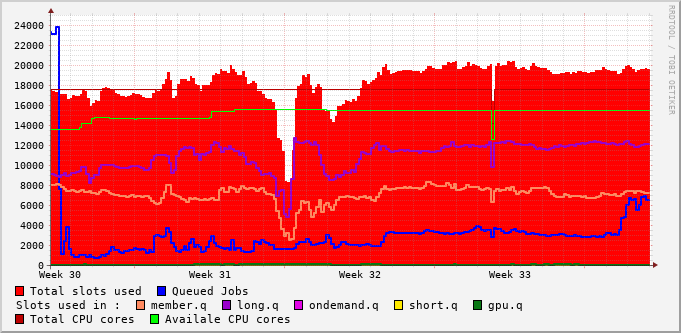 24000
22000
20000
18000
16000
14000
12000
10000
8000
6000
4000
2000
0
Week 30 Week 31 Week 32 Week 33
Total slots used Queued Jobs
Slots used in : member.q long.q ondemand.q short.q gpu.q
Total CPU cores Availale CPU cores
RRDTOOL / TOBI OETIKER